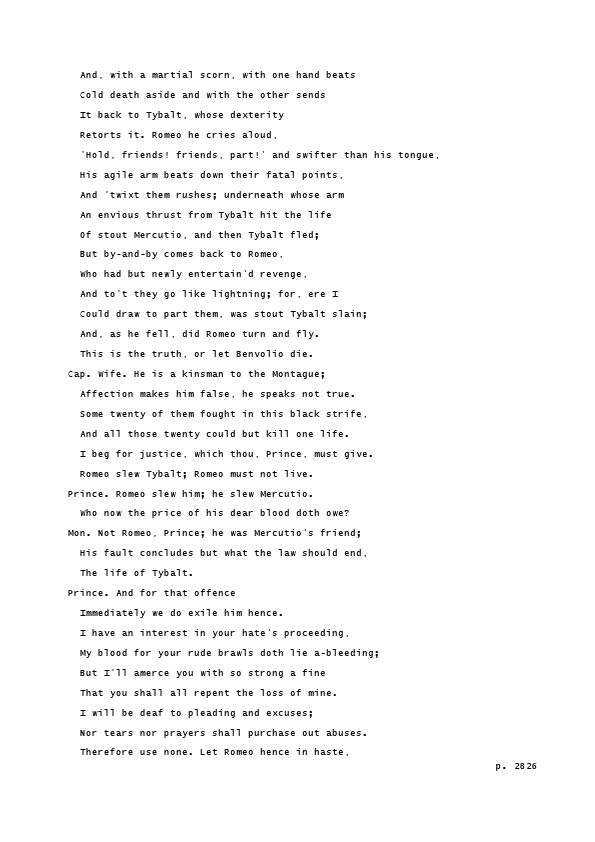 And, with a martial scorn, with one hand beats
Cold death aside and with the other sends
It back to Tybalt, whose dexterity
Retorts it. Romeo he cries aloud,
'Hold, friends! friends, part!' and swifter than his tongue,
His agile arm beats down their fatal points,
And 'twixt them rushes; underneath whose arm
An envious thrust from Tybalt hit the life
Of stout Mercutio, and then Tybalt fled;
But by-and-by comes back to Romeo,
Who had but newly entertain'd revenge,
And to't they go like lightning; for, ere I
Could draw to part them, was stout Tybalt slain;
And, as he fell, did Romeo turn and fly.
This is the truth, or let Benvolio die.
Cap. Wife. He is a kinsman to the Montague;
Affection makes him false, he speaks not true.
Some twenty of them fought in this black strife,
And all those twenty could but kill one life.
I beg for justice, which thou, Prince, must give.
Romeo slew Tybalt; Romeo must not live.
Prince. Romeo slew him; he slew Mercutio.
Who now the price of his dear blood doth owe?
Mon. Not Romeo, Prince; he was Mercutio's friend;
His fault concludes but what the law should end,
The life of Tybalt.
Prince. And for that offence
Immediately we do exile him hence.
I have an interest in your hate's proceeding,
My blood for your rude brawls doth lie a-bleeding;
But I'll amerce you with so strong a fine
That you shall all repent the loss of mine.
I will be deaf to pleading and excuses;
Nor tears nor prayers shall purchase out abuses.
Therefore use none. Let Romeo hence in haste,
p. 2826